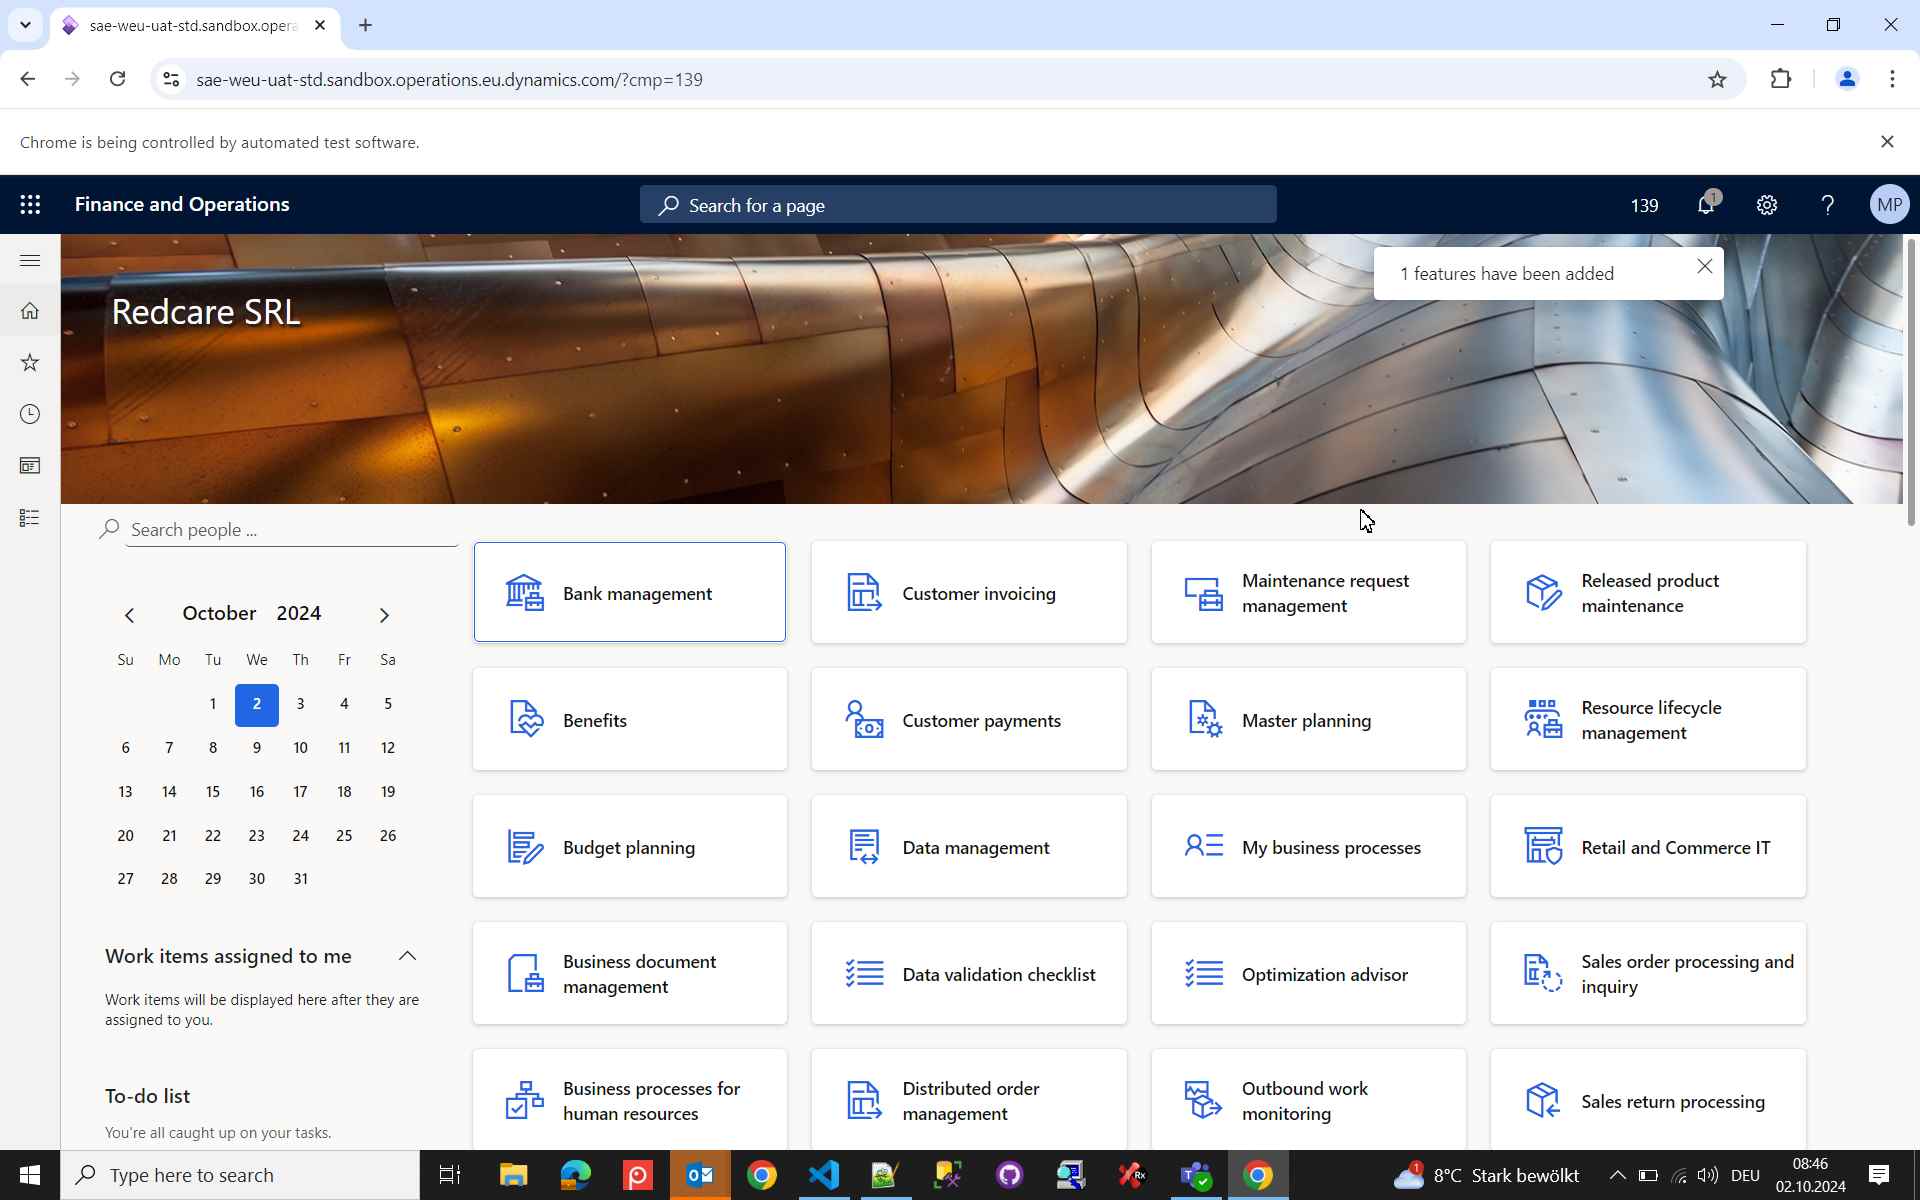 sae-weu-uat-std.sandbox.opera
sae-weu-uat-std.sandbox.operations.eu.dynamics.com/?cmp=139
Chrome is being controlled by automated test software.
Finance and Operations
Search for a page
139
1
?
MP
1 features have been added
Redcare SRL
Search people ...
October 2024
Su Mo Tu We Th Fr Sa
1 2 3 4 5
6 7 8 9 10 11 12
13 14 15 16 17 18 19
20 21 22 23 24 25 26
27 28 29 30 31
Work items assigned to me
Work items will be displayed here after they are
assigned to you.
To-do list
You're all caught up on your tasks.
Bank management
Customer invoicing
Maintenance request
management
Released product
maintenance
Benefits
Customer payments
Master planning
Resource lifecycle
management
Budget planning
Data management
My business processes
Retail and Commerce IT
Business document
management
Data validation checklist
Optimization advisor
Sales order processing and
inquiry
Business processes for
human resources
Distributed order
management
Outbound work
monitoring
Sales return processing
Type here to search
1
8°C Stark bewölkt
DEU
08:46
02.10.2024